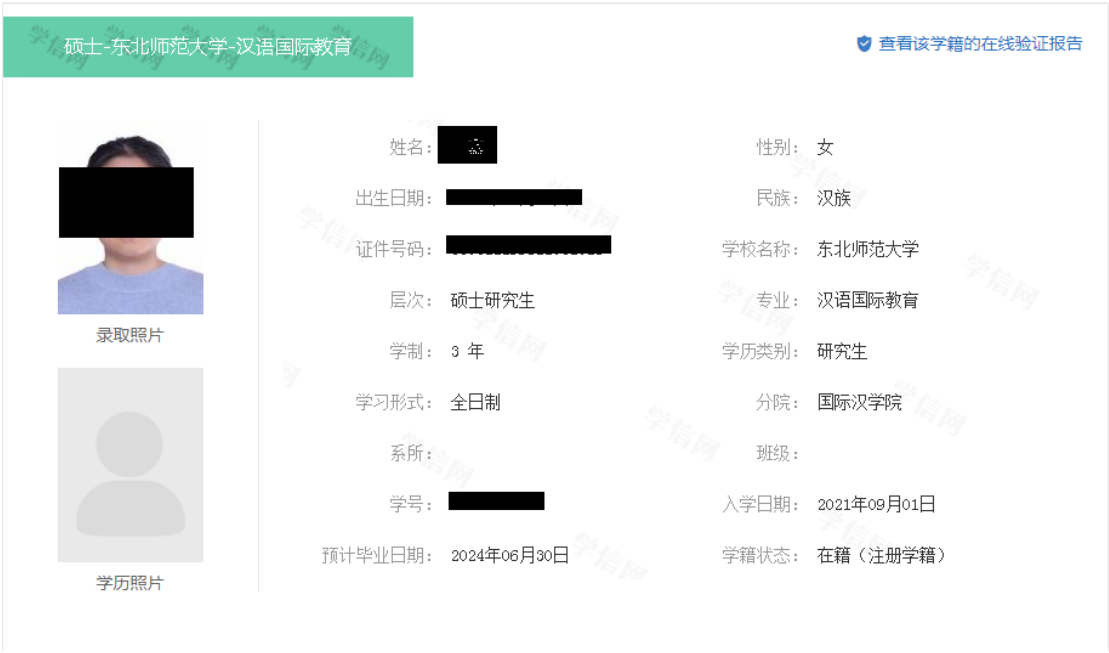 硕士-东北师范大学-汉语国际教育
查看该学籍的在线验证报告
姓名：
性别： 女
出生日期：
民族： 汉族
证件号码：
学校名称： 东北师范大学
层次： 硕士研究生
专业： 汉语国际教育
录取照片
学制： 3 年
学历类别： 研究生
学习形式： 全日制
分院： 国际汉学院
系所：
班级：
学号：
入学日期： 2021年09月01日
预计毕业日期： 2024年06月30日
学籍状态： 在籍（注册学籍）
学历照片
学信网